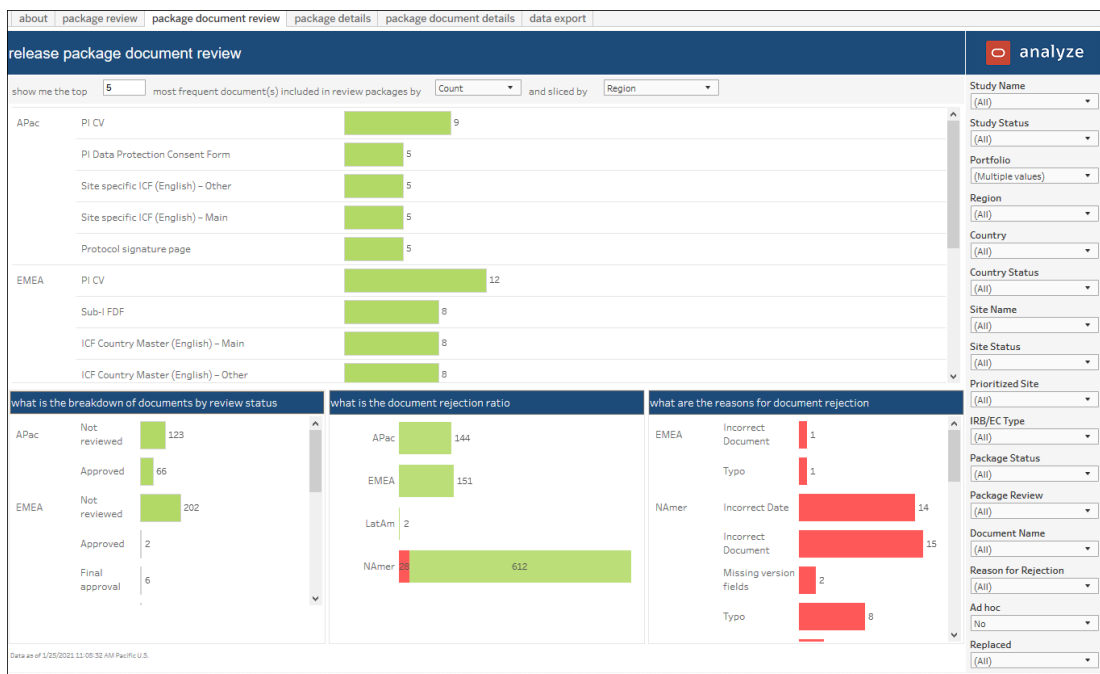 about package review package document review package details package document details data export
release package document review
analyze
show me the top 5 most frequent document(s) included in review packages by Count and sliced by Region
APac PI CV 9
PI Data Protection Consent Form 5
Site specific ICF (English) – Other 5
Site specific ICF (English) – Main 5
Protocol signature page 5
EMEA PI CV 12
Sub-I FDF 8
ICF Country Master (English) – Main 8
ICF Country Master (English) – Other 8
what is the breakdown of documents by review status
APac Not reviewed 123
Approved 66
EMEA Not reviewed 202
Approved 2
Final approval 6
what is the document rejection ratio
APac 144
EMEA 151
LatAm 2
NAmer 28 612
what are the reasons for document rejection
EMEA Incorrect Document 1
Typo 1
NAmer Incorrect Date 14
Incorrect Document 15
Missing version fields 2
Typo 8
Study Name
(All)
Study Status
(All)
Portfolio
(Multiple values)
Region
(All)
Country
(All)
Country Status
(All)
Site Name
(All)
Site Status
(All)
Prioritized Site
(All)
IRB/EC Type
(All)
Package Status
(All)
Package Review
(All)
Document Name
(All)
Reason for Rejection
(All)
Ad hoc
No
Replaced
(All)
Data as of 1/25/2021 11:05:32 AM Pacific U.S.